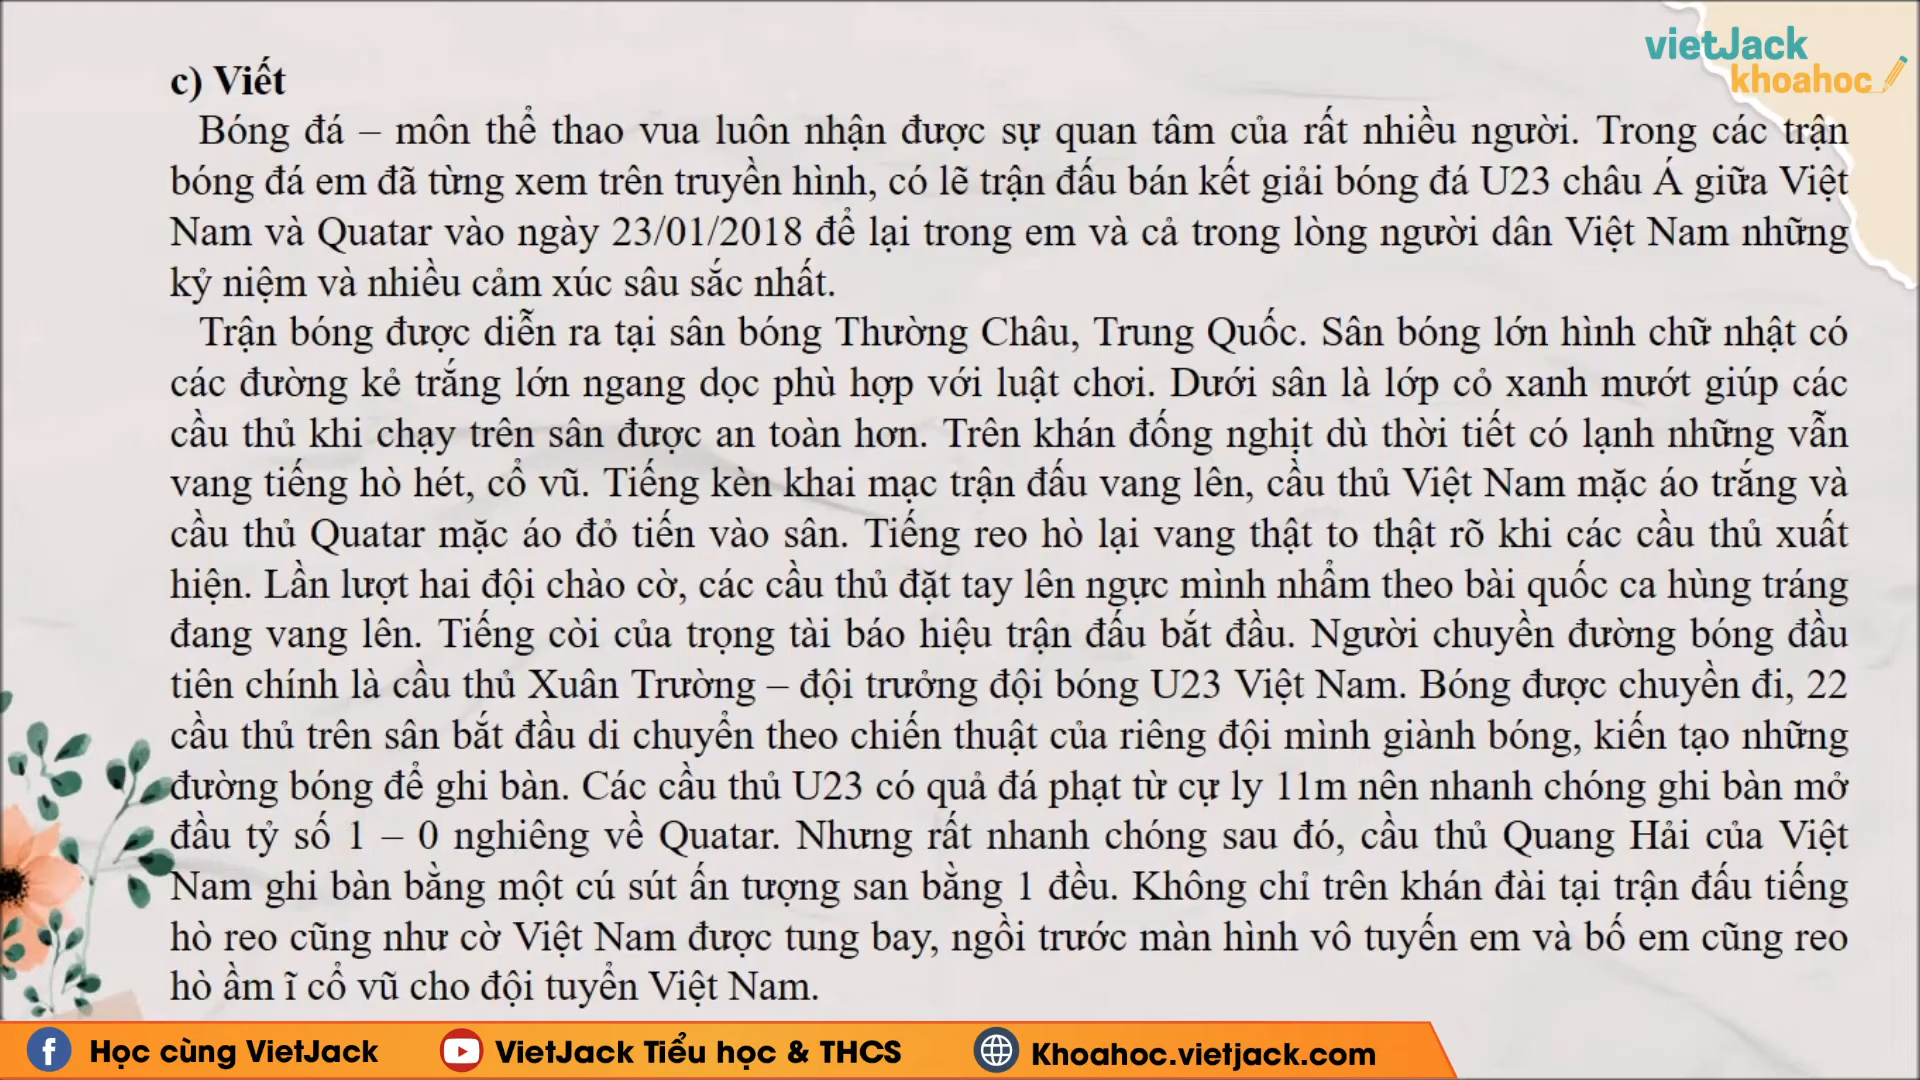 vietJack
khoahoc
c) Viết
Bóng đá – môn thể thao vua luôn nhận được sự quan tâm của rất nhiều người. Trong các trận
bóng đá em đã từng xem trên truyền hình, có lẽ trận đấu bán kết giải bóng đá U23 châu Á giữa Việt
Nam và Quatar vào ngày 23/01/2018 để lại trong em và cả trong lòng người dân Việt Nam những
kỷ niệm và nhiều cảm xúc sâu sắc nhất.
Trận bóng được diễn ra tại sân bóng Thường Châu, Trung Quốc. Sân bóng lớn hình chữ nhật có
các đường kẻ trắng lớn ngang dọc phù hợp với luật chơi. Dưới sân là lớp cỏ xanh mướt giúp các
cầu thủ khi chạy trên sân được an toàn hơn. Trên khán đống nghịt dù thời tiết có lạnh những vẫn
vang tiếng hò hét, cổ vũ. Tiếng kèn khai mạc trận đấu vang lên, cầu thủ Việt Nam mặc áo trắng và
cầu thủ Quatar mặc áo đỏ tiến vào sân. Tiếng reo hò lại vang thật to thật rõ khi các cầu thủ xuất
hiện. Lần lượt hai đội chào cờ, các cầu thủ đặt tay lên ngực mình nhẩm theo bài quốc ca hùng tráng
đang vang lên. Tiếng còi của trọng tài báo hiệu trận đấu bắt đầu. Người chuyền đường bóng đầu
tiên chính là cầu thủ Xuân Trường – đội trưởng đội bóng U23 Việt Nam. Bóng được chuyền đi, 22
cầu thủ trên sân bắt đầu di chuyển theo chiến thuật của riêng đội mình giành bóng, kiến tạo những
đường bóng để ghi bàn. Các cầu thủ U23 có quả đá phạt từ cự ly 11m nên nhanh chóng ghi bàn mở
đầu tỷ số 1 – 0 nghiêng về Quatar. Nhưng rất nhanh chóng sau đó, cầu thủ Quang Hải của Việt
Nam ghi bàn bằng một cú sút ấn tượng san bằng 1 đều. Không chỉ trên khán đài tại trận đấu tiếng
hò reo cũng như cờ Việt Nam được tung bay, ngồi trước màn hình vô tuyến em và bố em cũng reo
hò ầm ĩ cổ vũ cho đội tuyển Việt Nam.
Học cùng VietJack
VietJack Tiểu học & THCS
Khoahoc.vietjack.com